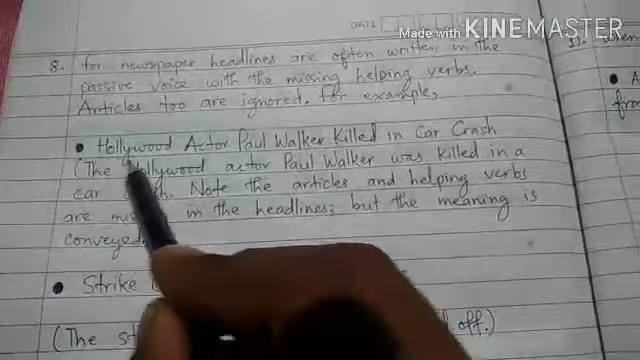 Made with KINEMASTER
DATE
8. for newspaper headlines are often written in the
passive voice with the missing helping verbs.
Articles too are ignored. For example,
• Hollywood Actor Paul Walker Killed in Car Crash
(The Hollywood actor Paul Walker was killed in a
car Note the articles and helping verbs
are in the headlines; but the meaning is
conveyed.
• Strike
(The off.)
11.
• A